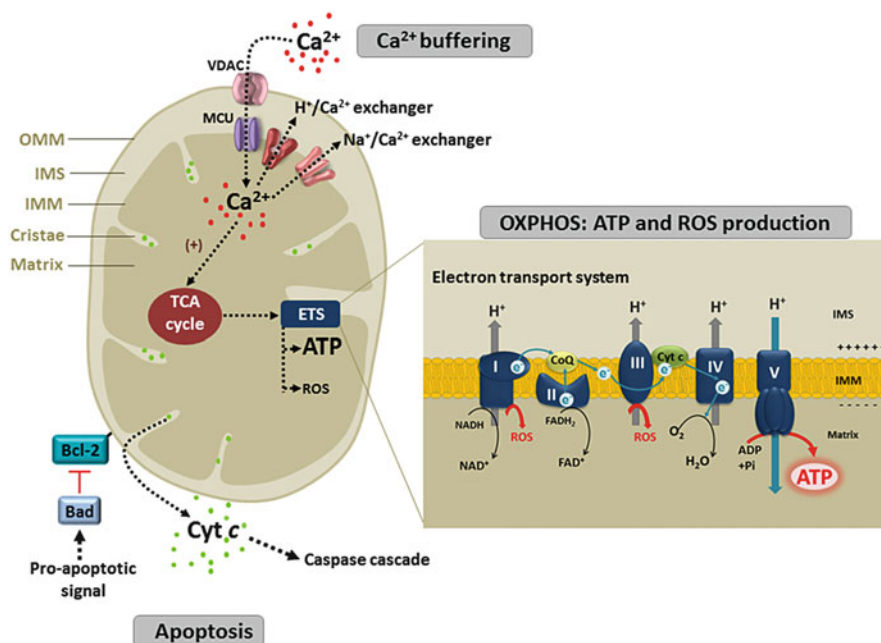 Ca²⁺
Ca²⁺ buffering
VDAC
MCU
H⁺/Ca²⁺ exchanger
Na⁺/Ca²⁺ exchanger
OMM
IMS
IMM
Cristae
Matrix
Ca²⁺
(+)
TCA
cycle
ETS
ATP
ROS
OXPHOS: ATP and ROS production
Electron transport system
H⁺
H⁺
H⁺
H⁺
IMS
++++++
I
CoQ
III
Cyt c
IV
V
e⁻
e⁻
e⁻
e⁻
II
e⁻
IMM
- - - - - -
NADH
ROS
FADH₂
ROS
O₂
ADP
+Pi
Matrix
NAD⁺
FAD⁺
H₂O
ATP
Bcl-2
Bad
Pro-apoptotic
signal
Cyt c
Caspase cascade
Apoptosis